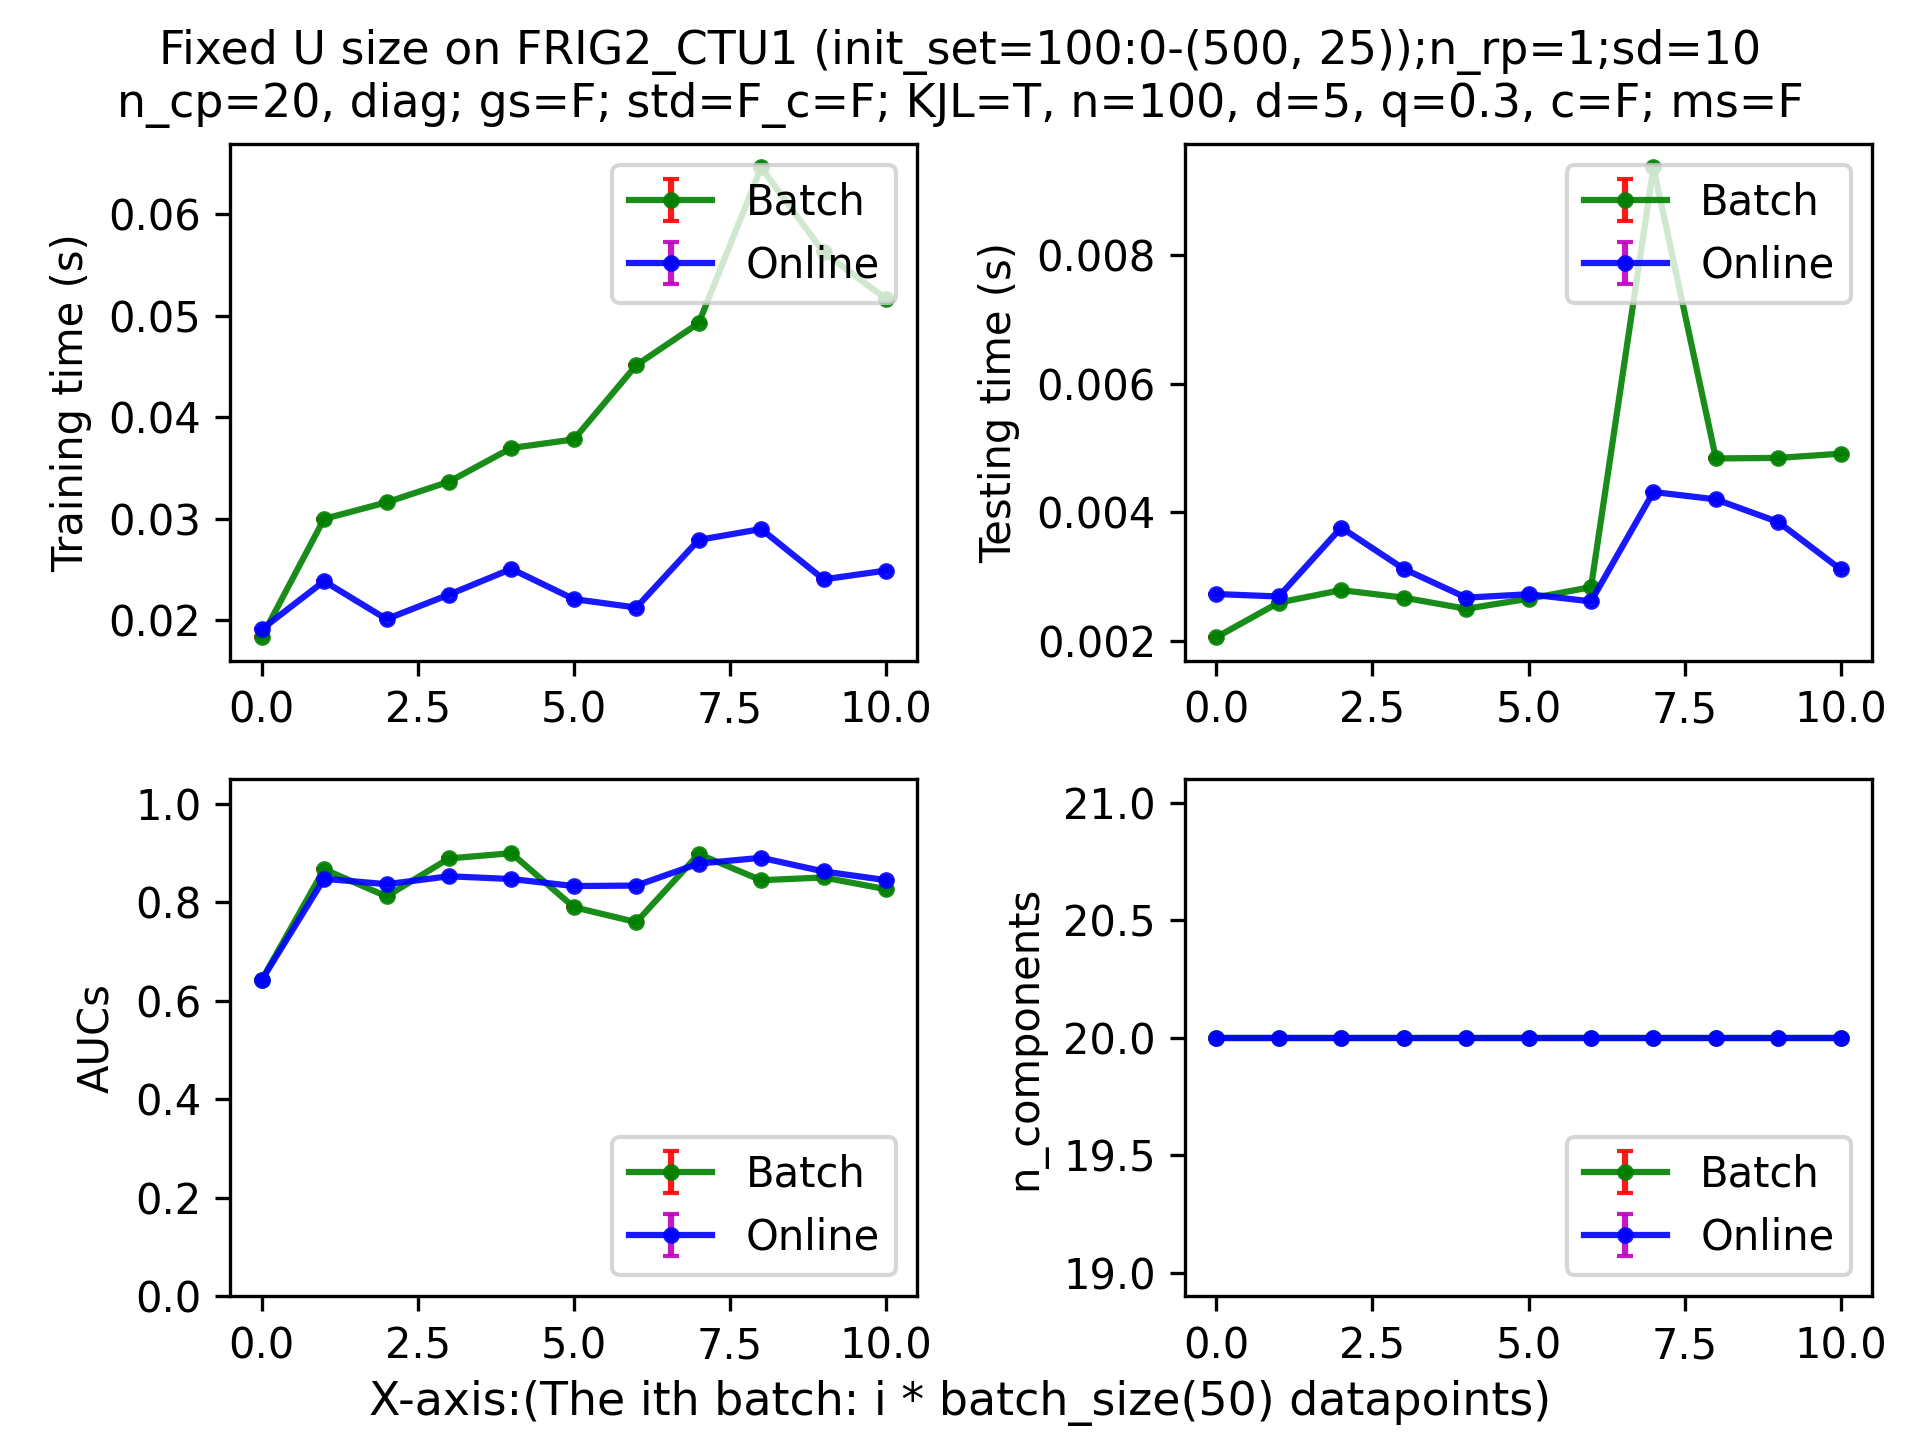 Fixed U size on FRIG2_CTU1 (init_set=100:0-(500, 25));n_rp=1;sd=10
n_cp=20, diag; gs=F; std=F_c=F; KJL=T, n=100, d=5, q=0.3, c=F; ms=F
Training time (s)
0.06
0.05
0.04
0.03
0.02
0.0 2.5 5.0 7.5 10.0
Batch
Online
Testing time (s)
0.008
0.006
0.004
0.002
0.0 2.5 5.0 7.5 10.0
Batch
Online
AUCs
1.0
0.8
0.6
0.4
0.2
0.0
0.0 2.5 5.0 7.5 10.0
Batch
Online
n_components
21.0
20.5
20.0
19.5
19.0
0.0 2.5 5.0 7.5 10.0
Batch
Online
X-axis:(The ith batch: i * batch_size(50) datapoints)